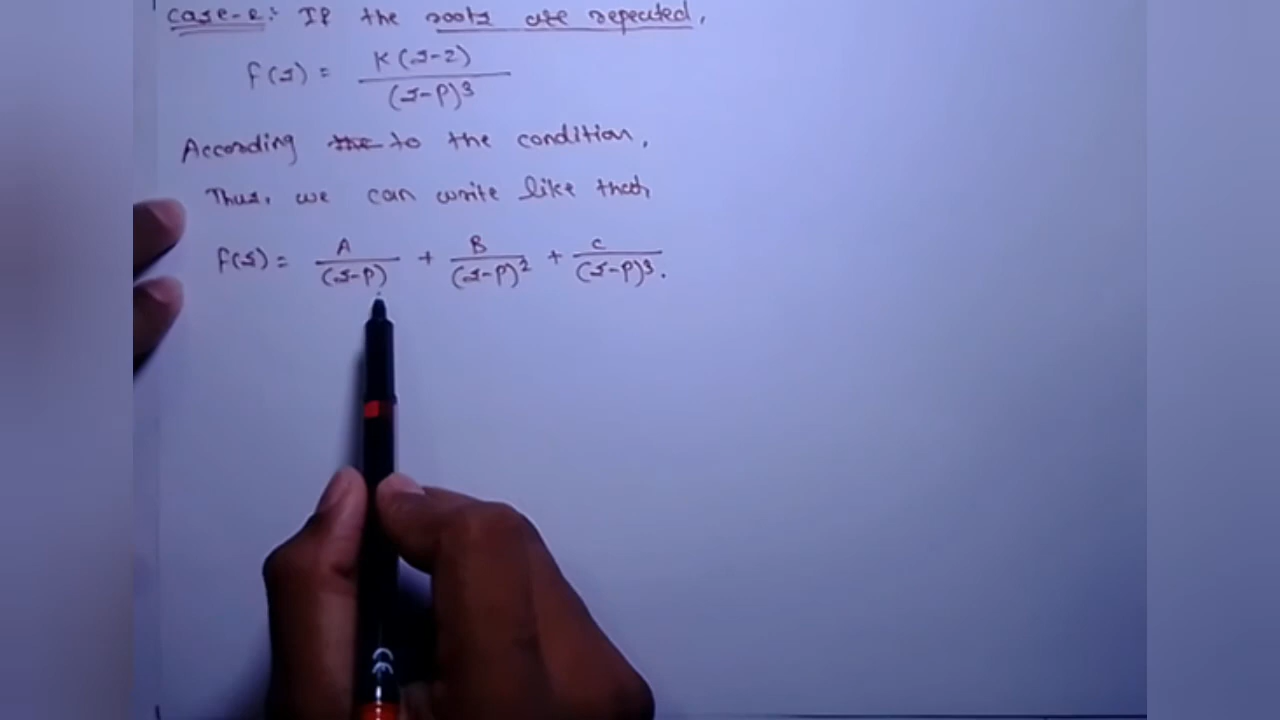 Case-2: If the roots are repeated,
F(s) = K(s-z) / (s-p)³
According the to the condition,
Thus, we can write like that,
F(s) = A/(s-p) + B/(s-p)² + C/(s-p)³.